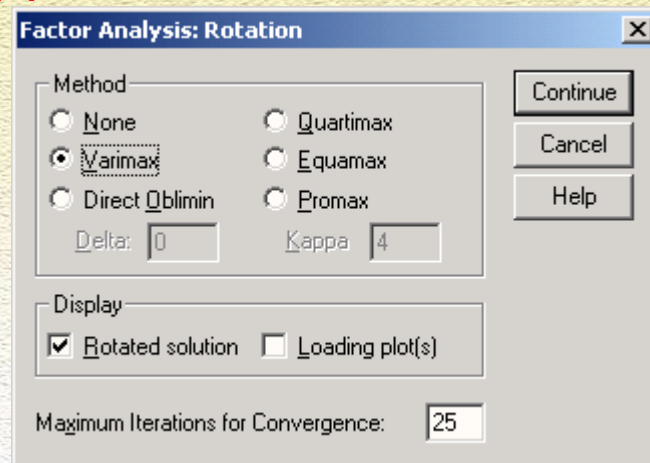 Factor Analysis: Rotation
Method
None
Quartimax
Varimax
Equamax
Direct Oblimin
Promax
Delta: 0
Kappa 4
Display
Rotated solution
Loading plot(s)
Maximum Iterations for Convergence: 25
Continue
Cancel
Help